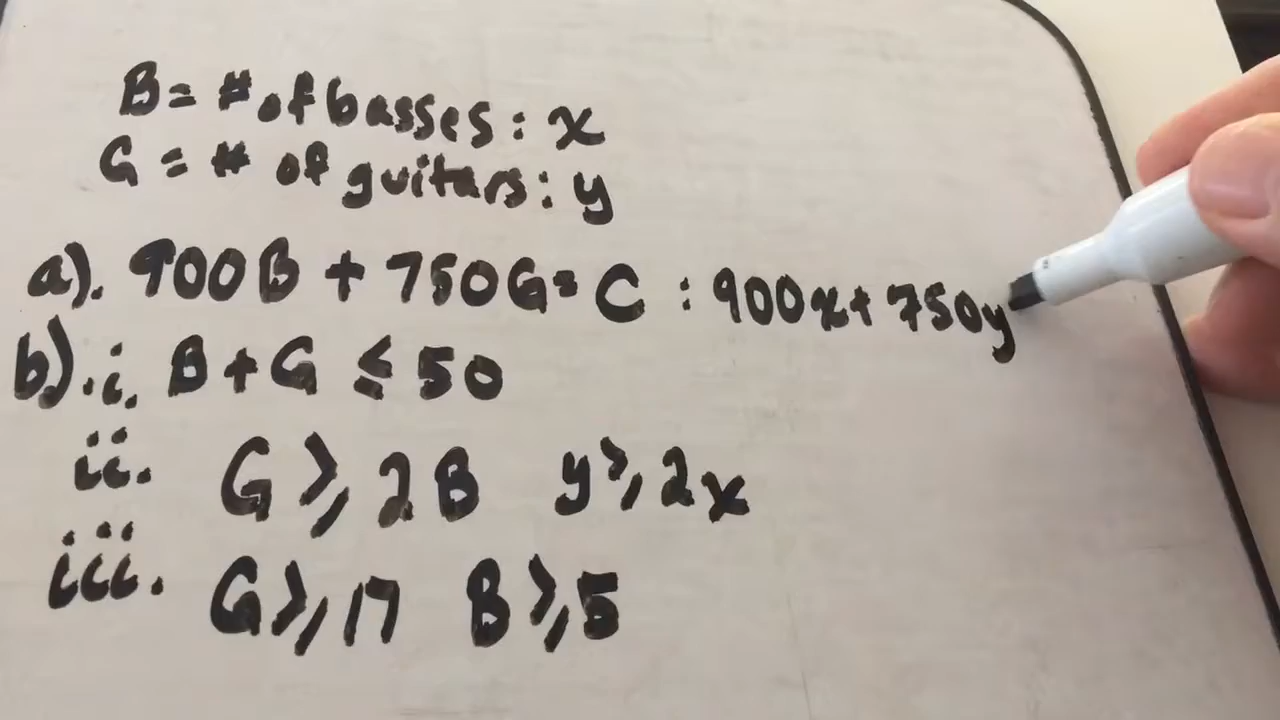 B = # of basses : x
G = # of guitars : y
a). 900B + 750G = C : 900x + 750y
b). i. B + G ≤ 50
ii. G ≥ 2B y ≥ 2x
iii. G ≥ 17 B ≥ 5